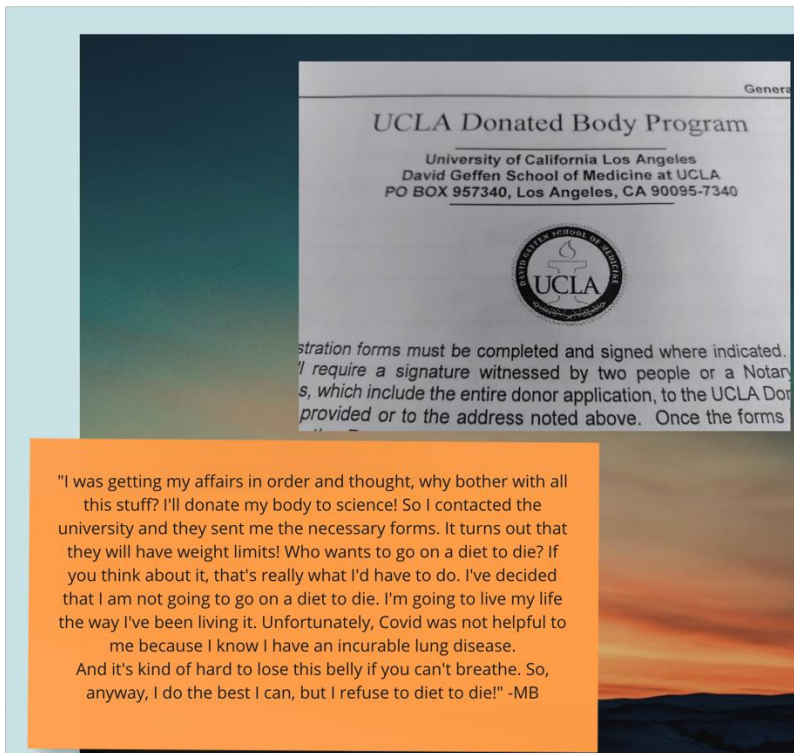 Genera
UCLA Donated Body Program
University of California Los Angeles
David Geffen School of Medicine at UCLA
PO BOX 957340, Los Angeles, CA 90095-7340
DAVID GEFFEN SCHOOL OF MEDICINE
UCLA
stration forms must be completed and signed where indicated.
require a signature witnessed by two people or a Notary
s, which include the entire donor application, to the UCLA Don
provided or to the address noted above. Once the forms
"I was getting my affairs in order and thought, why bother with all
this stuff? I'll donate my body to science! So I contacted the
university and they sent me the necessary forms. It turns out that
they will have weight limits! Who wants to go on a diet to die? If
you think about it, that's really what I'd have to do. I've decided
that I am not going to go on a diet to die. I'm going to live my life
the way I've been living it. Unfortunately, Covid was not helpful to
me because I know I have an incurable lung disease.
And it's kind of hard to lose this belly if you can't breathe. So,
anyway, I do the best I can, but I refuse to diet to die!" -MB